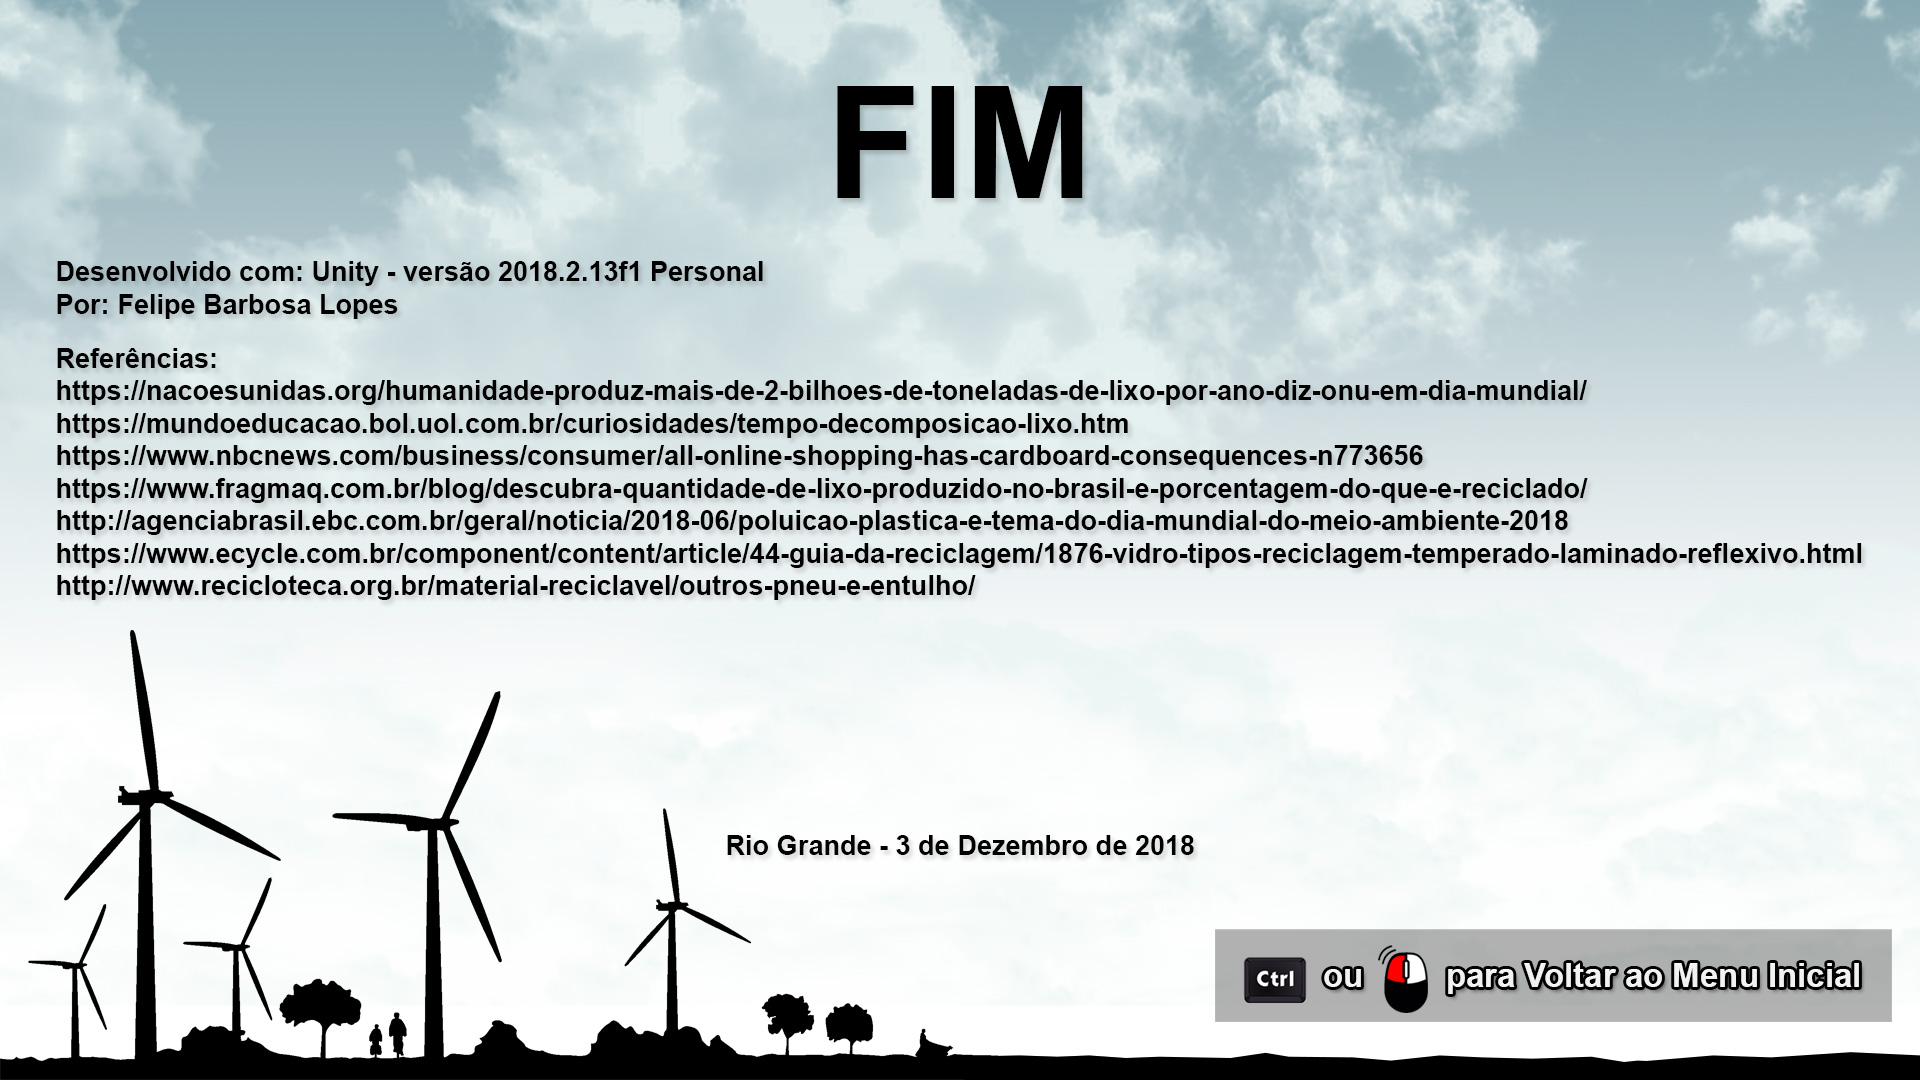 FIM
Desenvolvido com: Unity - versão 2018.2.13f1 Personal
Por: Felipe Barbosa Lopes
Referências:
https://nacoesunidas.org/humanidade-produz-mais-de-2-bilhoes-de-toneladas-de-lixo-por-ano-diz-onu-em-dia-mundial/
https://mundoeducacao.bol.uol.com.br/curiosidades/tempo-decomposicao-lixo.htm
https://www.nbcnews.com/business/consumer/all-online-shopping-has-cardboard-consequences-n773656
https://www.fragmaq.com.br/blog/descubra-quantidade-de-lixo-produzido-no-brasil-e-porcentagem-do-que-e-reciclado/
http://agenciabrasil.ebc.com.br/geral/noticia/2018-06/poluicao-plastica-e-tema-do-dia-mundial-do-meio-ambiente-2018
https://www.ecycle.com.br/component/content/article/44-guia-da-reciclagem/1876-vidro-tipos-reciclagem-temperado-laminado-reflexivo.html
http://www.recicloteca.org.br/material-reciclavel/outros-pneu-e-entulho/
Rio Grande - 3 de Dezembro de 2018
Ctrl ou para Voltar ao Menu Inicial